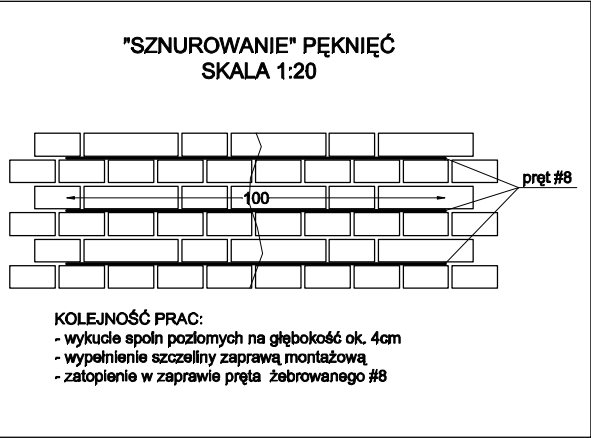 "SZNUROWANIE" PĘKNIĘĆ
SKALA 1:20
pręt #8
100
KOLEJNOŚĆ PRAC:
- wykucie spoin poziomych na głębokość ok. 4cm
- wypełnienie szczeliny zaprawą montażową
- zatopienie w zaprawie pręta żebrowanego #8